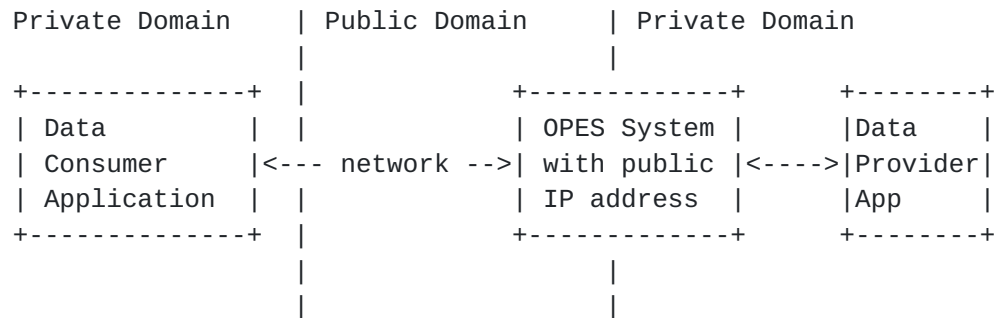 Private Domain    | Public Domain     | Private Domain
                  |                   |
+--------------+  |             +-------------+      +--------+
| Data         |  |             | OPES System |      |Data    |
| Consumer     |<--- network -->| with public |<---->|Provider|
| Application  |  |             | IP address  |      |App     |
+--------------+  |             +-------------+      +--------+
                  |                   |
                  |                   |